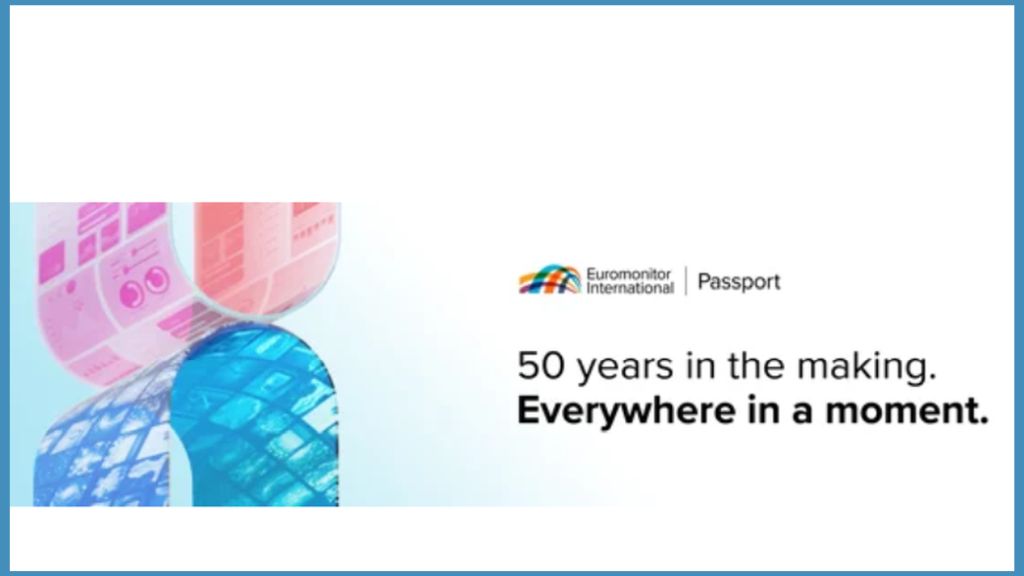 Euromonitor
International
Passport
50 years in the making.
Everywhere in a moment.